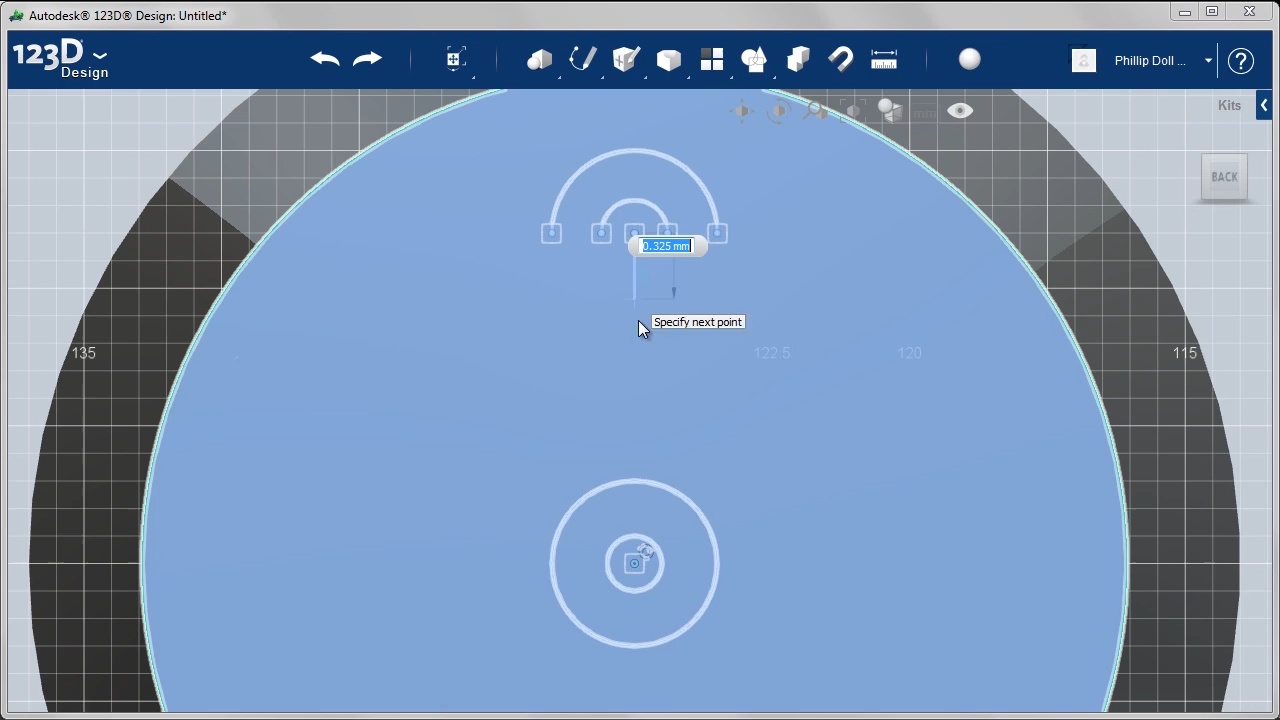 Autodesk® 123D® Design: Untitled*
123D
Design
Phillip Doll ...
Kits
BACK
0.325 mm
Specify next point
135
122.5
120
115